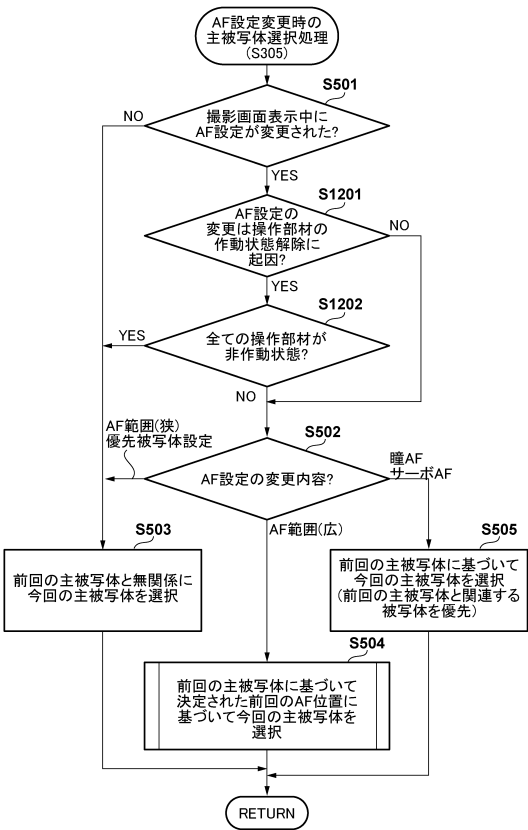 AF設定変更時の
主被写体選択処理
(S305)
S501
撮影画面表示中に
AF設定が変更された?
NO
YES
S1201
AF設定の
変更は操作部材の
作動状態解除に
起因?
NO
YES
S1202
全ての操作部材が
非作動状態?
YES
NO
AF範囲(狭)
優先被写体設定
S502
AF設定の変更内容?
瞳AF
サーボAF
AF範囲(広)
S503
前回の主被写体と無関係に
今回の主被写体を選択
S505
前回の主被写体に基づいて
今回の主被写体を選択
(前回の主被写体と関連する
被写体を優先)
S504
前回の主被写体に基づいて
決定された前回のAF位置に
基づいて今回の主被写体を
選択
RETURN